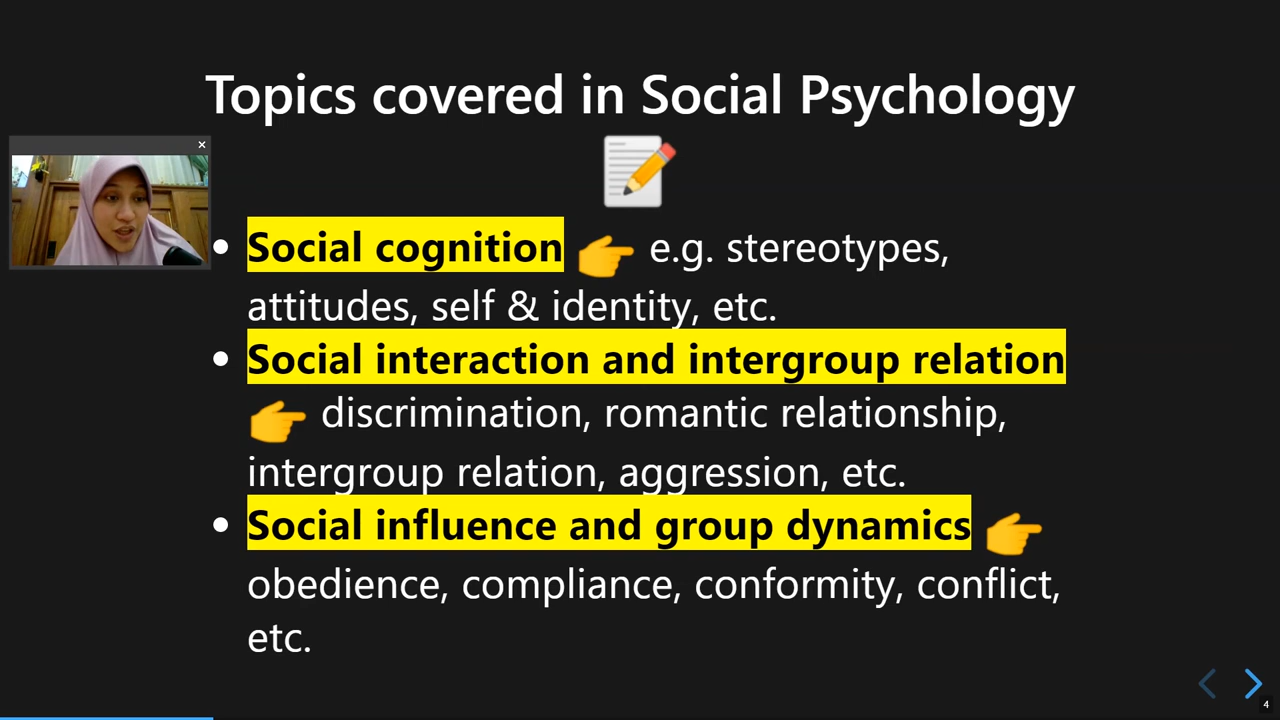 Topics covered in Social Psychology
Social cognition 👉 e.g. stereotypes,
attitudes, self & identity, etc.
Social interaction and intergroup relation
👉 discrimination, romantic relationship,
intergroup relation, aggression, etc.
Social influence and group dynamics 👉
obedience, compliance, conformity, conflict,
etc.
4